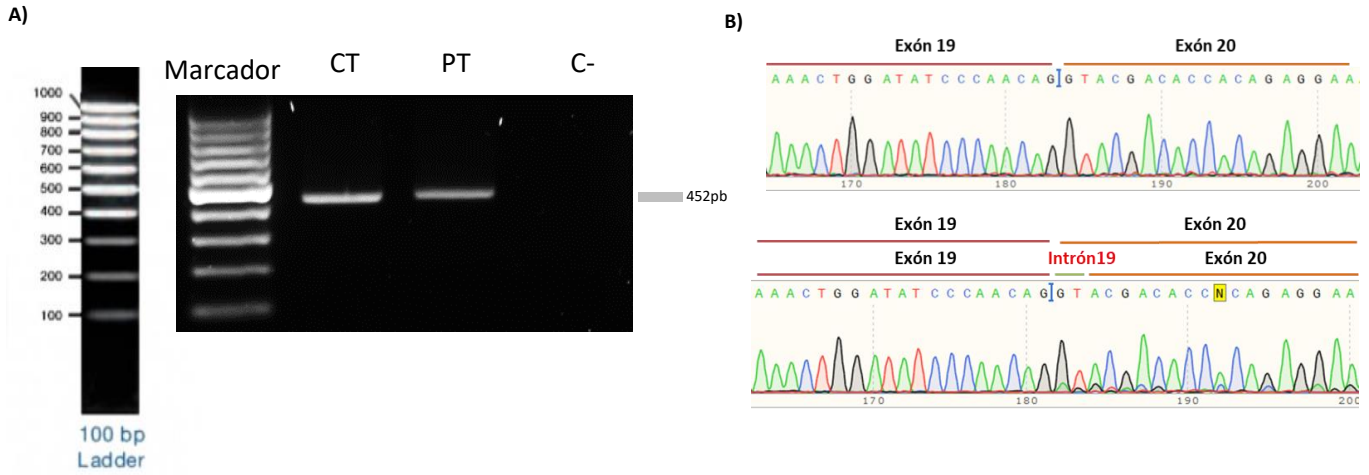 A)
Marcador
CT
PT
C-
1000
900
800
700
600
500
400
300
200
100
452pb
100 bp
Ladder
B)
Exón 19 Exón 20
A A A C T G G A T A T C C C A A C A G G T A C G A C A C C A C A G A G G A A A
170 180 190 200
Exón 19 Exón 20
Exón 19 Intrón19 Exón 20
A A A C T G G A T A T C C C A A C A G G T A C G A C A C C N C A G A G G A A
170 180 190 200